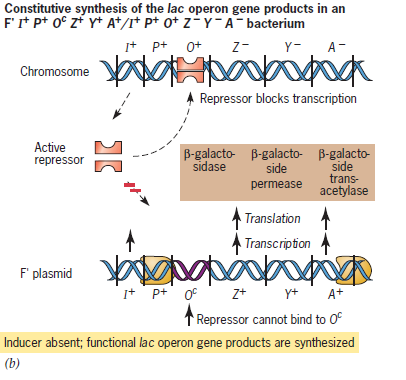 Constitutive synthesis of the lac operon gene products in an
F' I+ P+ Oc Z+ Y+ A+/I+ P+ O+ Z– Y– A– bacterium
I+ P+ O+ Z– Y– A–
Chromosome
Repressor blocks transcription
Active
repressor
β-galacto-
sidase
β-galacto-
side
permease
β-galacto-
side
trans-
acetylase
Translation
Transcription
F' plasmid
I+ P+ Oc Z+ Y+ A+
Repressor cannot bind to Oc
Inducer absent; functional lac operon gene products are synthesized
(b)